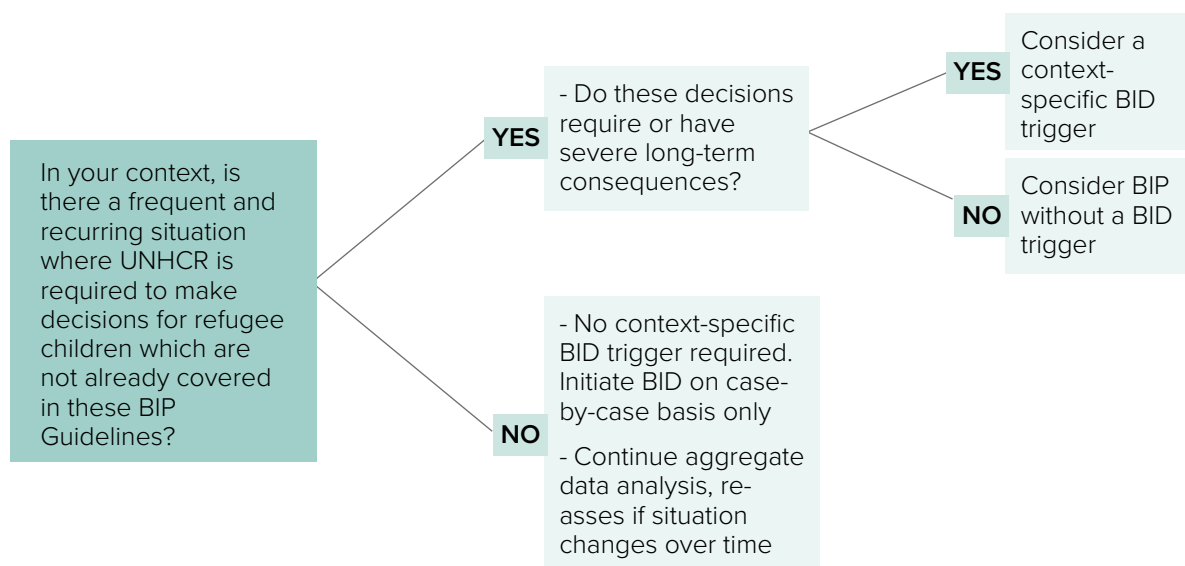 In your context, is
there a frequent and
recurring situation
where UNHCR is
required to make
decisions for refugee
children which are
not already covered
in these BIP
Guidelines?
YES
- Do these decisions
require or have
severe long-term
consequences?
YES
Consider a
context-
specific BID
trigger
NO
Consider BIP
without a BID
trigger
NO
- No context-specific
BID trigger required.
Initiate BID on case-
by-case basis only
- Continue aggregate
data analysis, re-
asses if situation
changes over time